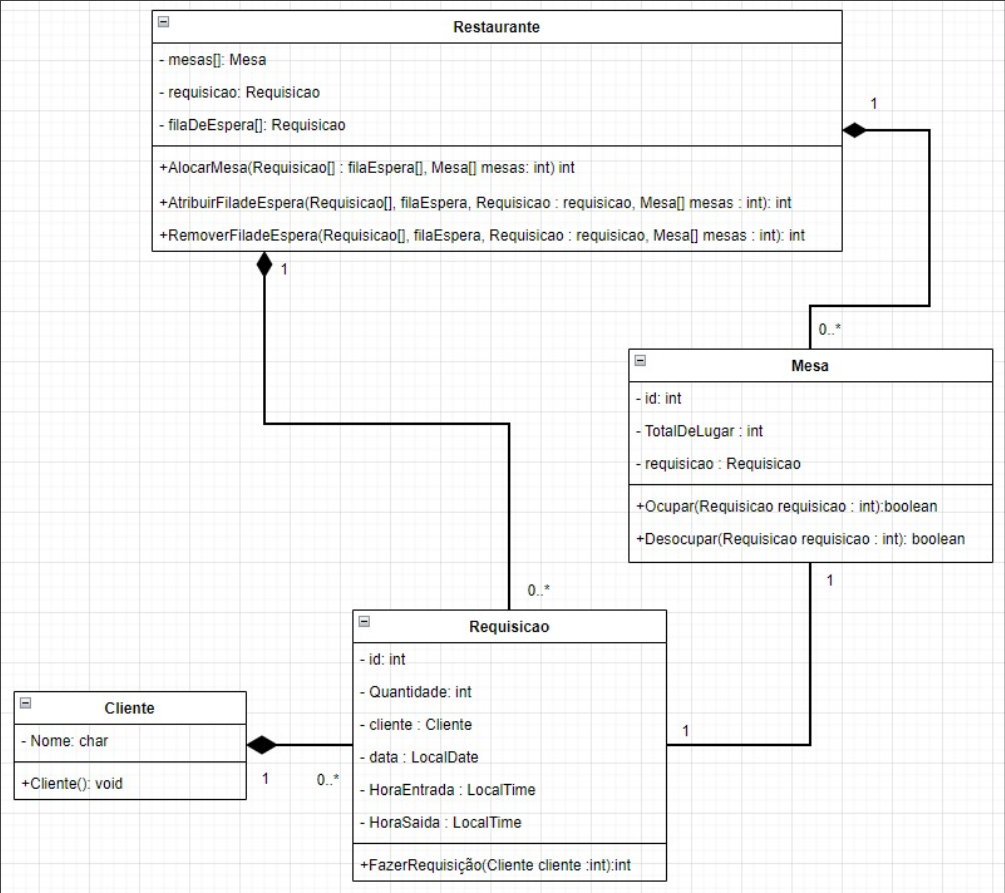 Restaurante
- mesas[]: Mesa
- requisicao: Requisicao
- filaDeEspera[]: Requisicao
+AlocarMesa(Requisicao[] : filaEspera[], Mesa[] mesas: int) int
+AtribuirFiladeEspera(Requisicao[], filaEspera, Requisicao : requisicao, Mesa[] mesas : int): int
+RemoverFiladeEspera(Requisicao[], filaEspera, Requisicao : requisicao, Mesa[] mesas : int): int
1
1
0..*
Mesa
- id: int
- TotalDeLugar : int
- requisicao : Requisicao
+Ocupar(Requisicao requisicao : int):boolean
+Desocupar(Requisicao requisicao : int): boolean
1
0..*
Requisicao
- id: int
- Quantidade: int
- cliente : Cliente
- data : LocalDate
- HoraEntrada : LocalTime
- HoraSaida : LocalTime
+FazerRequisição(Cliente cliente :int):int
1
Cliente
- Nome: char
+Cliente(): void
1
0..*